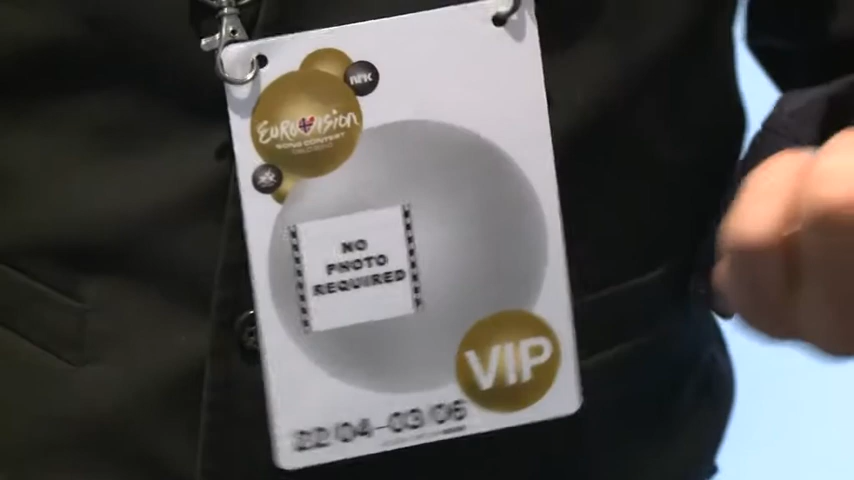 NRK
EUROVISION
SONG CONTEST
NO
PHOTO
REQUIRED
VIP
22/04-03/06